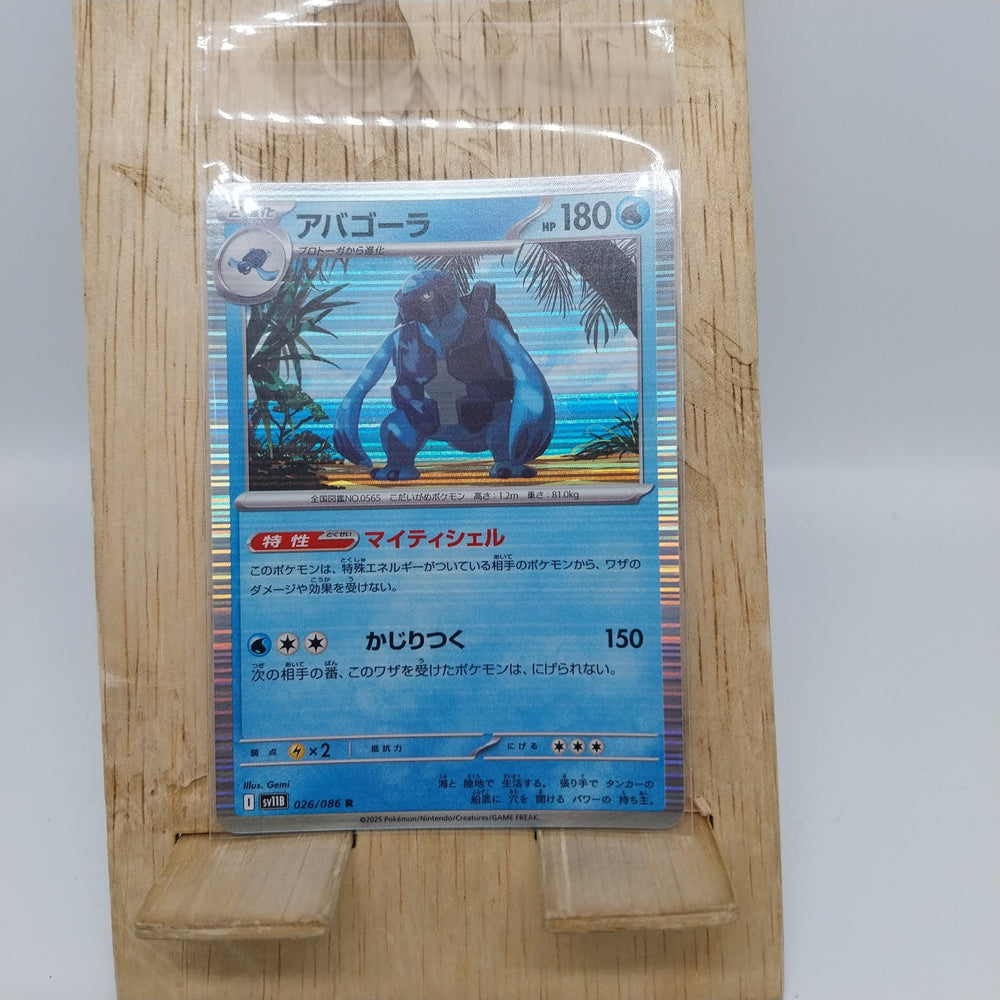 アバゴーラ
HP 180
プロトーガから進化
全国図鑑NO.0565 こだいがめポケモン 高さ:1.2m 重さ:81.0kg
特性 とくせい マイティシェル
このポケモンは、特殊エネルギーがついている相手のポケモンから、ワザの
ダメージや効果を受けない。
かじりつく 150
次の相手の番、このワザを受けたポケモンは、にげられない。
弱点 ×2 抵抗力 にげる
Illus. Gemi
海と 陸地で 生活する。 張り手で タンカーの
船底に 穴を 開ける パワーの 持ち主。
I sv11B 026/086 R
©2025 Pokémon/Nintendo/Creatures/GAME FREAK.